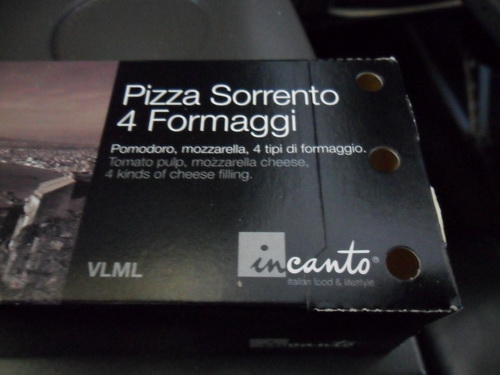 Pizza Sorrento
4 Formaggi
Pomodoro, mozzarella, 4 tipi di formaggio.
Tomato pulp, mozzarella cheese,
4 kinds of cheese filling.
VLML
incanto®
italian food & lifestyle
incanto